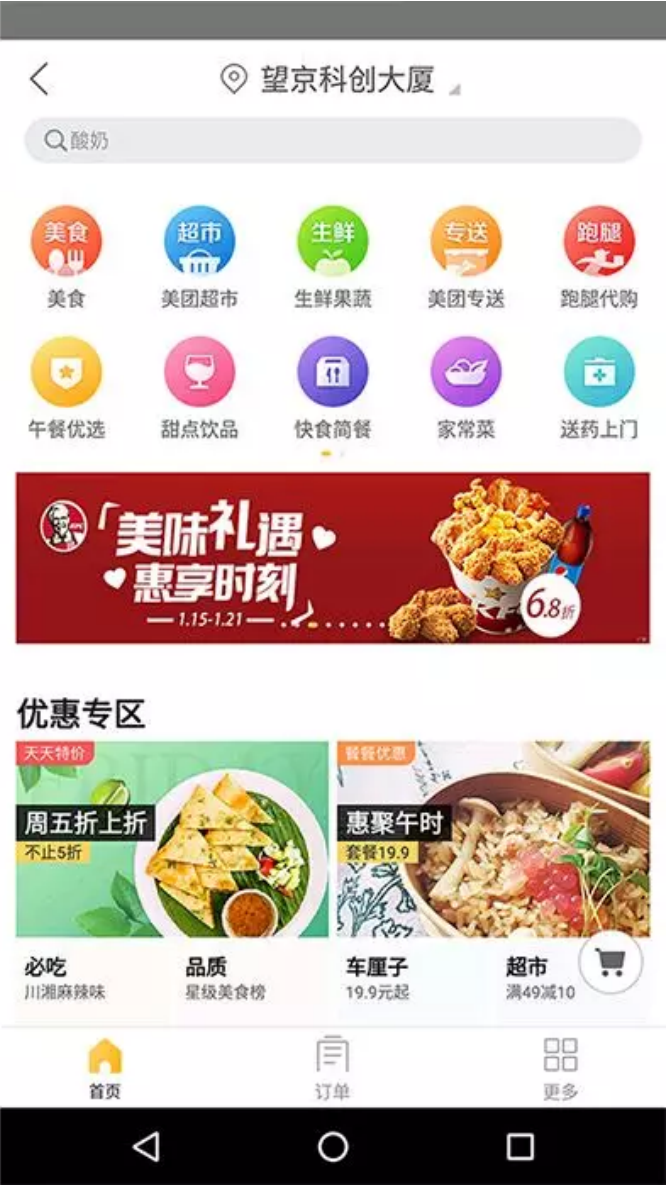 望京科创大厦
酸奶
美食 超市 生鲜 专送 跑腿
美食 美团超市 生鲜果蔬 美团专送 跑腿代购
午餐优选 甜点饮品 快食简餐 家常菜 送药上门
KFC
「美味礼遇
惠享时刻
1.15-1.21
6.8折
优惠专区
天天特价
周五折上折
不止5折
餐餐优惠
惠聚午时
套餐19.9
必吃 品质 车厘子 超市
川湘麻辣味 星级美食榜 19.9元起 满49减10
首页 订单 更多